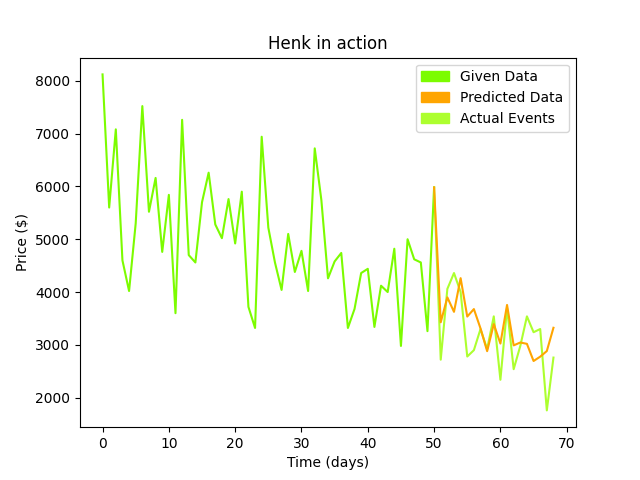 Henk in action
Given Data
Predicted Data
Actual Events
8000
7000
6000
5000
4000
3000
2000
Price ($)
0 10 20 30 40 50 60 70
Time (days)